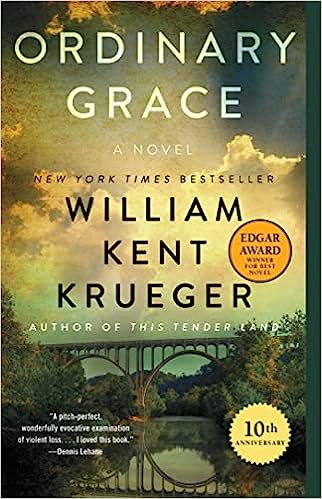 ORDINARY
GRACE
A NOVEL
NEW YORK TIMES BESTSELLER
WILLIAM
KENT
KRUEGER
EDGAR
AWARD
WINNER
FOR BEST
NOVEL
AUTHOR OF THIS TENDER LAND
"A pitch-perfect,
wonderfully evocative examination
of violent loss. . . . I loved this book."
—Dennis Lehane
10th
ANNIVERSARY